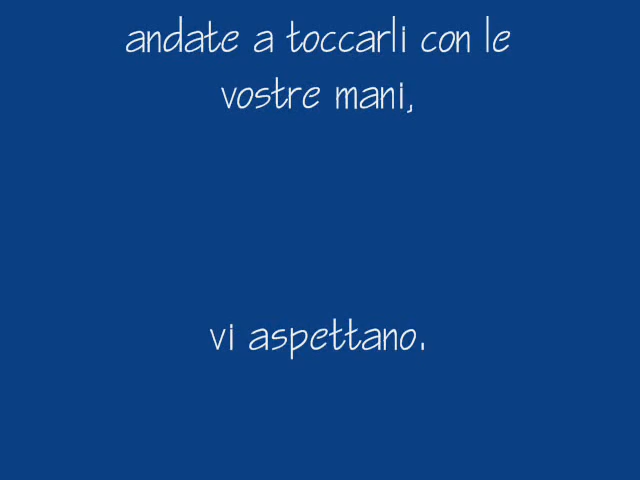 andate a toccarli con le
vostre mani,
vi aspettano.